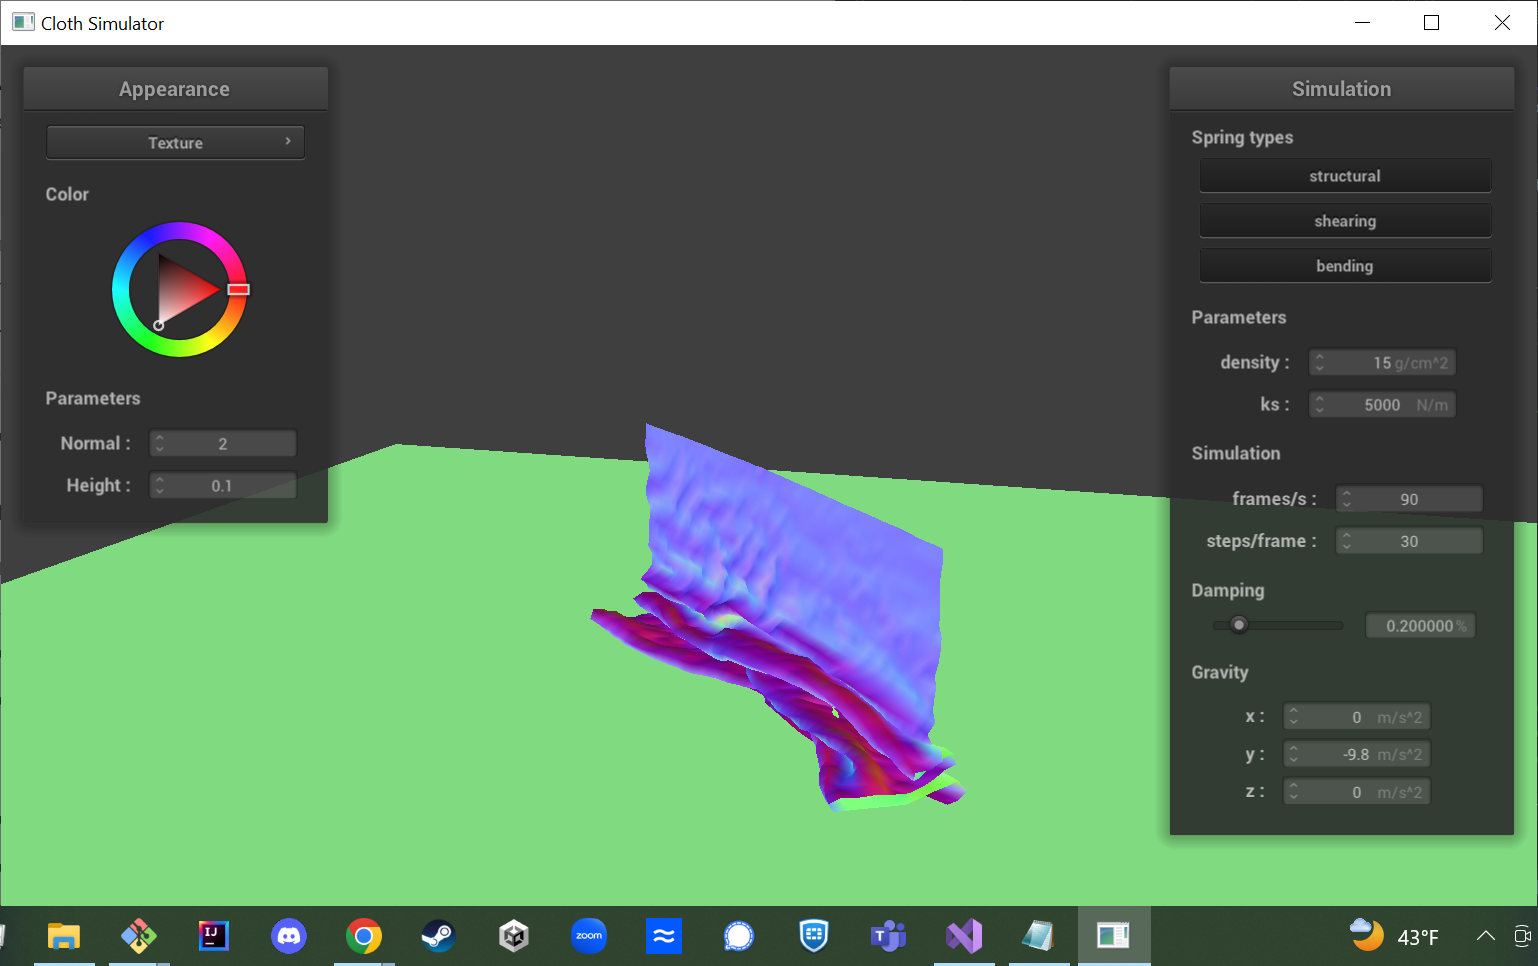 Cloth Simulator
Appearance
Texture
Color
Parameters
Normal : 2
Height : 0.1
Simulation
Spring types
structural
shearing
bending
Parameters
density : 15 g/cm^2
ks : 5000 N/m
Simulation
frames/s : 90
steps/frame : 30
Damping
0.200000 %
Gravity
x : 0 m/s^2
y : -9.8 m/s^2
z : 0 m/s^2
IJ
zoom
T
43°F